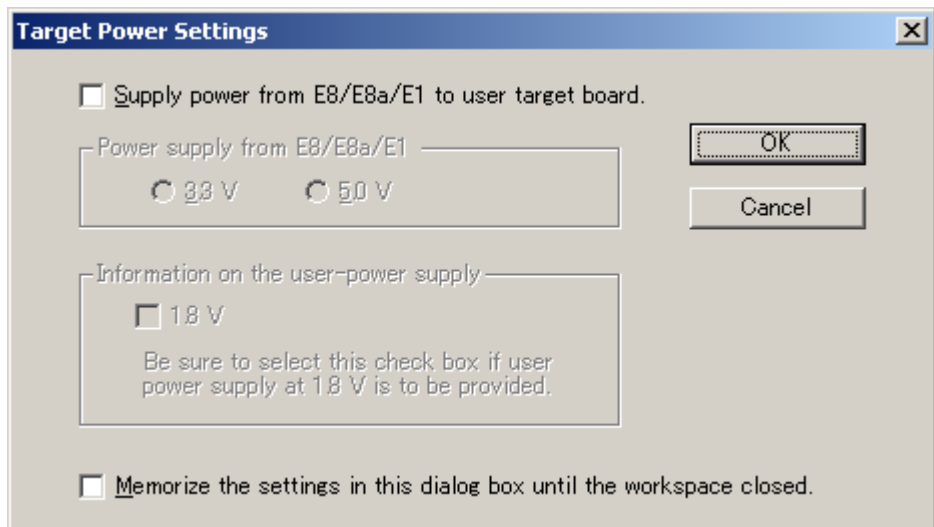 Target Power Settings
Supply power from E8/E8a/E1 to user target board.
Power supply from E8/E8a/E1
3.3 V 5.0 V
OK
Cancel
Information on the user-power supply
1.8 V
Be sure to select this check box if user
power supply at 1.8 V is to be provided.
Memorize the settings in this dialog box until the workspace closed.